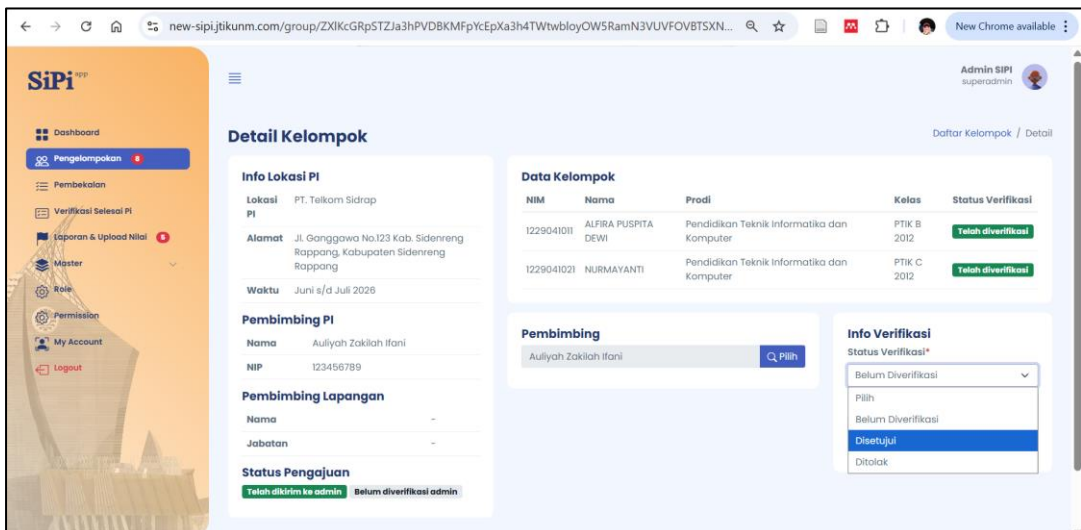 new-sipi.jtikunm.com/group/
New Chrome available
SiPi app
Admin SIPI
superadmin
Dashboard
Pengelompokan 8
Pembekalan
Verifikasi Selesai PI
Laporan & Upload Nilai 5
Master
Role
Permission
My Account
Logout
Detail Kelompok
Daftar Kelompok / Detail
Info Lokasi PI
Lokasi PI PT. Telkom Sidrap
Alamat Jl. Ganggawa No.123 Kab. Sidenreng
Rappang, Kabupaten Sidenreng
Rappang
Waktu Juni s/d Juli 2026
Pembimbing PI
Nama Auliyah Zakilah Ifani
NIP 123456789
Pembimbing Lapangan
Nama -
Jabatan -
Status Pengajuan
Telah dikirim ke admin Belum diverifikasi admin
Data Kelompok
NIM Nama Prodi Kelas Status Verifikasi
1229041011 ALFIRA PUSPITA DEWI Pendidikan Teknik Informatika dan Komputer PTIK B 2012 Telah diverifikasi
1229041021 NURMAYANTI Pendidikan Teknik Informatika dan Komputer PTIK C 2012 Telah diverifikasi
Pembimbing
Auliyah Zakilah Ifani Pilih
Info Verifikasi
Status Verifikasi*
Belum Diverifikasi
Pilih
Belum Diverifikasi
Disetujui
Ditolak